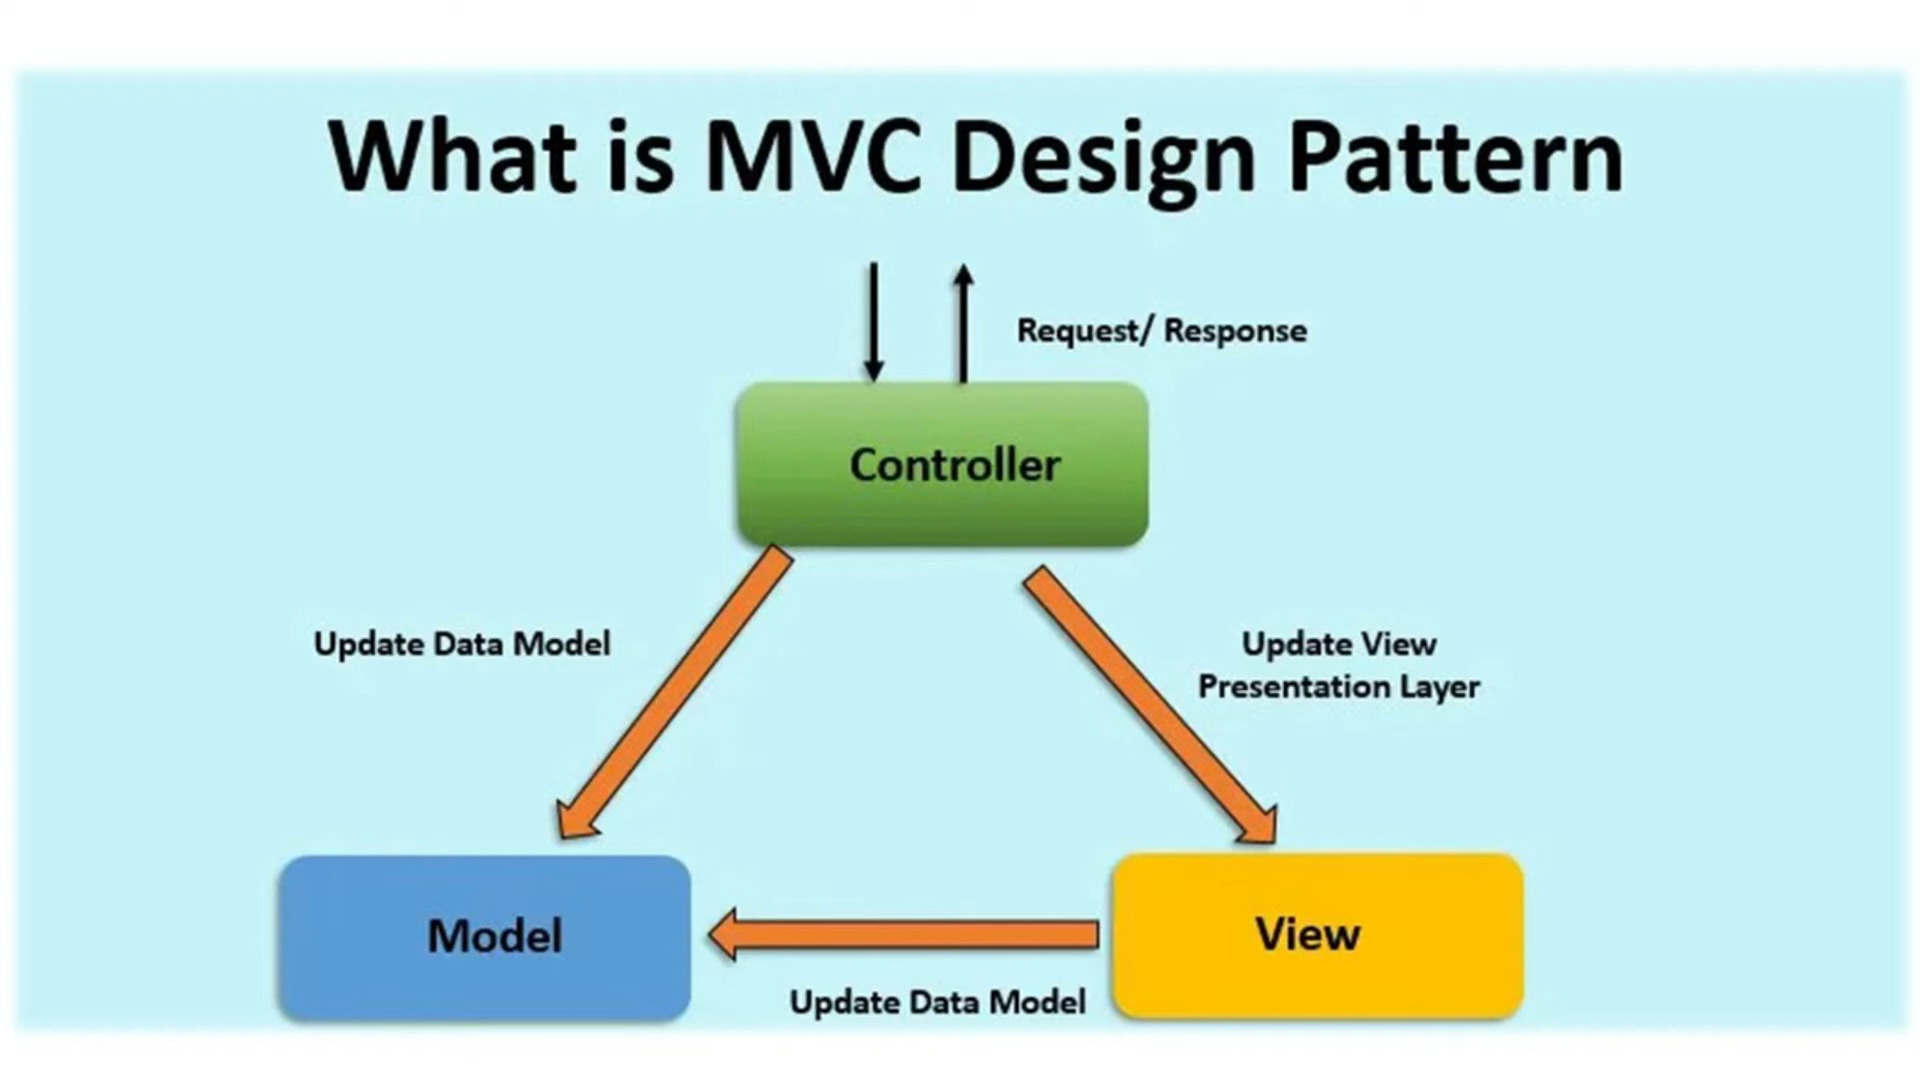 What is MVC Design Pattern
Request/ Response
Controller
Update Data Model
Update View
Presentation Layer
Model
View
Update Data Model